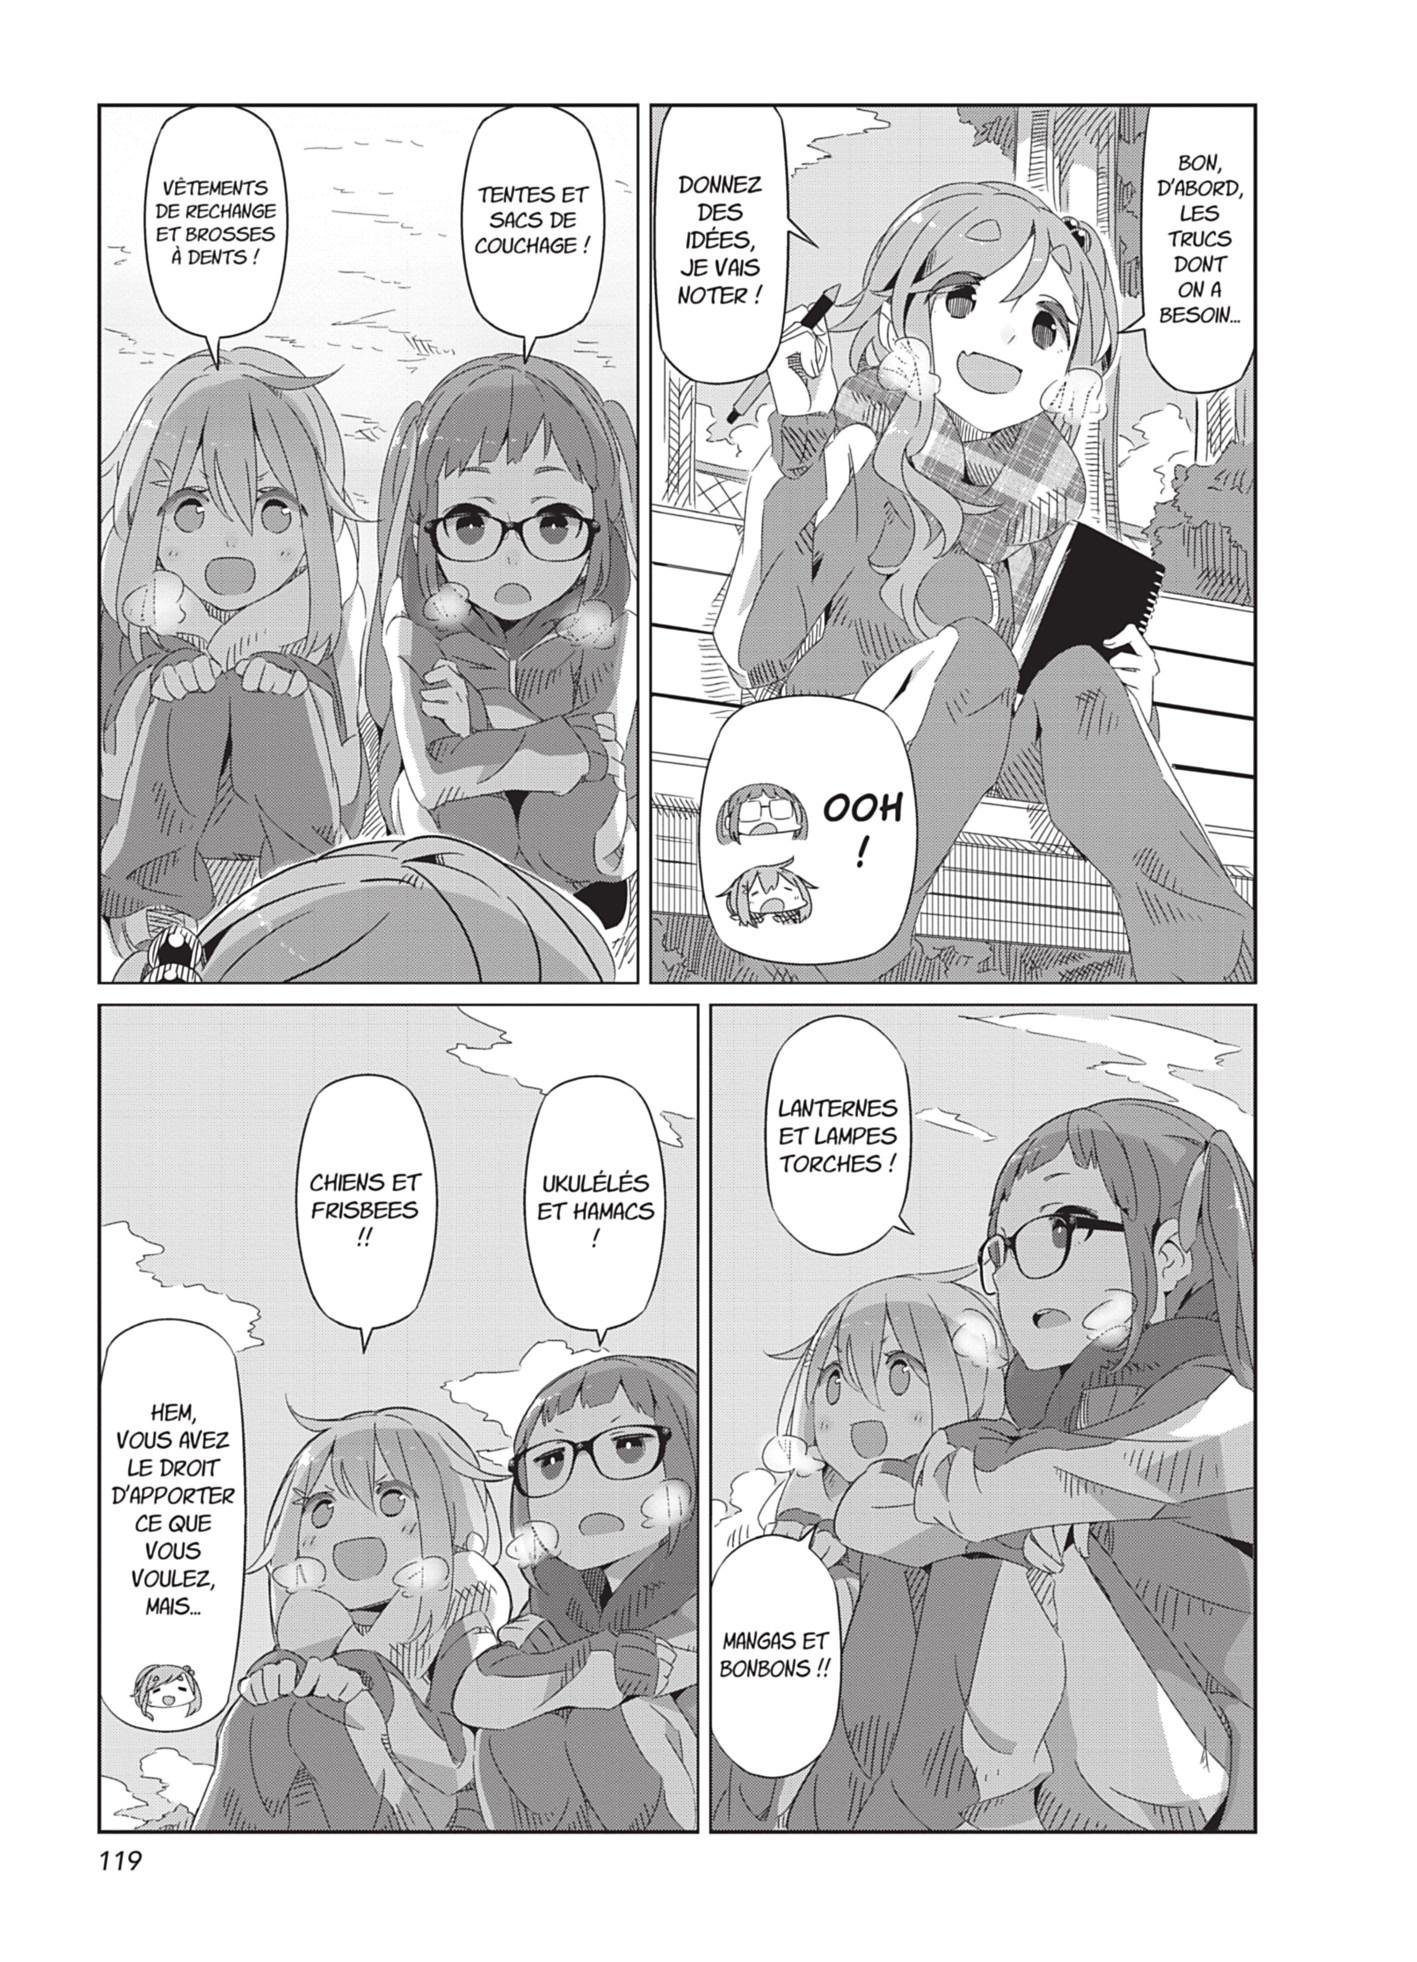 BON,
D'ABORD,
LES
TRUCS
DONT
ON A
BESOIN...
DONNEZ
DES
IDÉES,
JE VAIS
NOTER !
OOH
!
TENTES ET
SACS DE
COUCHAGE !
VÊTEMENTS
DE RECHANGE
ET BROSSES
À DENTS !
LANTERNES
ET LAMPES
TORCHES !
MANGAS ET
BONBONS !!
UKULÉLÉS
ET HAMACS
!
CHIENS ET
FRISBEES
!!
HEM,
VOUS AVEZ
LE DROIT
D'APPORTER
CE QUE
VOUS
VOULEZ,
MAIS...
119